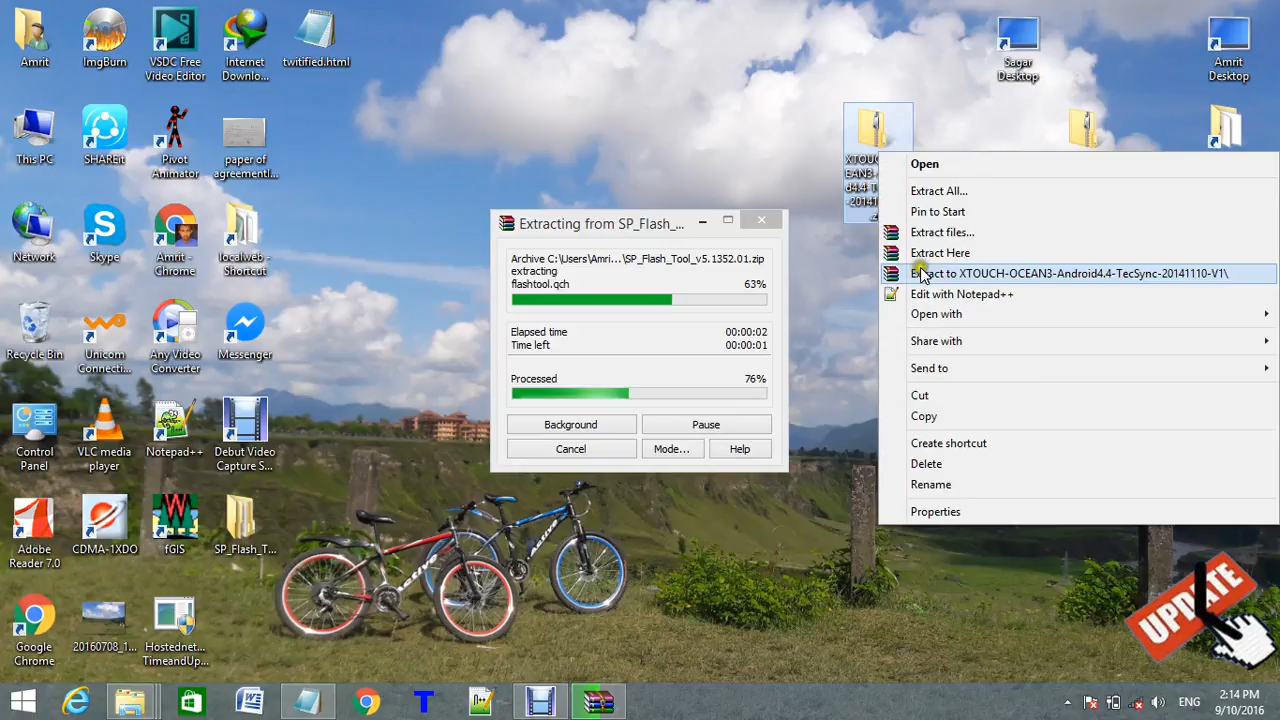 Amrit
ImgBurn
VSDC Free
Video Editor
Internet
Downlo...
twitified.html
Sagar
Desktop
Amrit
Desktop
This PC
SHAREit
Pivot
Animator
paper of
agreementl...
Network
Skype
Amrit -
Chrome
localweb -
Shortcut
Recycle Bin
Unicom
Connecti...
Any Video
Converter
Messenger
Control
Panel
VLC media
player
Notepad++
Debut Video
Capture S...
Adobe
Reader 7.0
CDMA-1XDO
fGIS
SP_Flash_T...
Google
Chrome
20160708_1...
Hostednet...
TimeandUp...
Extracting from SP_Flash_...
Archive C:\Users\Amri...\SP_Flash_Tool_v5.1352.01.zip
extracting
flashtool.qch 63%
Elapsed time 00:00:02
Time left 00:00:01
Processed 76%
Background
Pause
Cancel
Mode...
Help
Open
Extract All...
Pin to Start
Extract files...
Extract Here
Extract to XTOUCH-OCEAN3-Android4.4-TecSync-20141110-V1\
Edit with Notepad++
Open with
Share with
Send to
Cut
Copy
Create shortcut
Delete
Rename
Properties
UPDATE
ENG
2:14 PM
9/10/2016